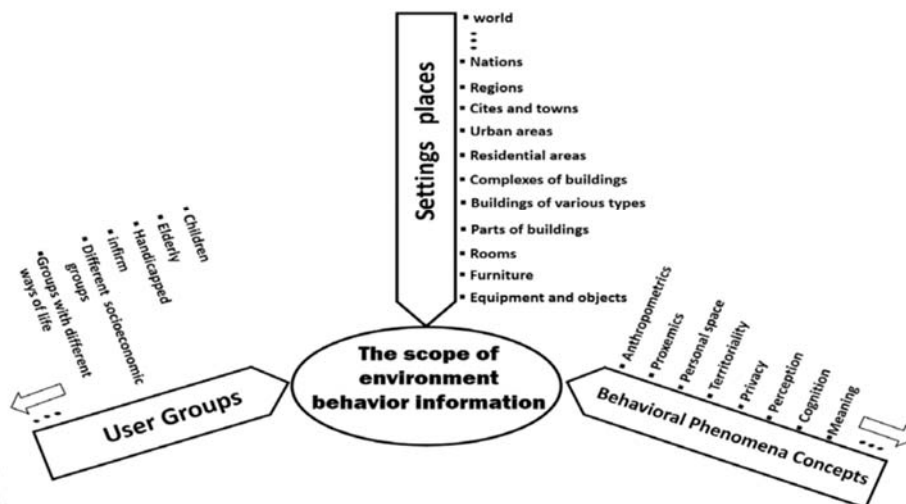 world
Nations
Regions
Cites and towns
Urban areas
Residential areas
Complexes of buildings
Buildings of various types
Parts of buildings
Rooms
Furniture
Equipment and objects
Settings places
Children
Elderly
Handicapped
infirm
Different socioeconomic
groups
Groups with different
ways of life
User Groups
The scope of
environment
behavior information
Anthropometrics
Proxemics
Personal space
Territoriality
Privacy
Perception
Cognition
Meaning
Behavioral Phenomena Concepts